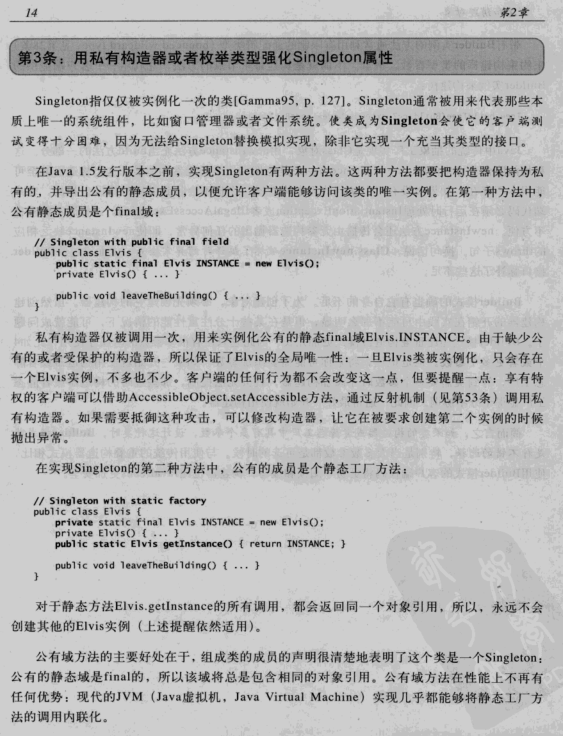 14
第2章
第3条：用私有构造器或者枚举类型强化Singleton属性
Singleton指仅仅被实例化一次的类[Gamma95, p. 127]。Singleton通常被用来代表那些本
质上唯一的系统组件，比如窗口管理器或者文件系统。使类成为Singleton会使它的客户端测
试变得十分困难，因为无法给Singleton替换模拟实现，除非它实现一个充当其类型的接口。
在Java 1.5发行版本之前，实现Singleton有两种方法。这两种方法都要把构造器保持为私
有的，并导出公有的静态成员，以便允许客户端能够访问该类的唯一实例。在第一种方法中，
公有静态成员是个final域：
// Singleton with public final field
public class Elvis {
public static final Elvis INSTANCE = new Elvis();
private Elvis() { ... }
public void leaveTheBuilding() { ... }
}
私有构造器仅被调用一次，用来实例化公有的静态final域Elvis.INSTANCE。由于缺少公
有的或者受保护的构造器，所以保证了Elvis的全局唯一性：一旦Elvis类被实例化，只会存在
一个Elvis实例，不多也不少。客户端的任何行为都不会改变这一点，但要提醒一点：享有特
权的客户端可以借助AccessibleObject.setAccessible方法，通过反射机制（见第53条）调用私
有构造器。如果需要抵御这种攻击，可以修改构造器，让它在被要求创建第二个实例的时候
抛出异常。
在实现Singleton的第二种方法中，公有的成员是个静态工厂方法：
// Singleton with static factory
public class Elvis {
private static final Elvis INSTANCE = new Elvis();
private Elvis() { ... }
public static Elvis getInstance() { return INSTANCE; }
public void leaveTheBuilding() { ... }
}
对于静态方法Elvis.getInstance的所有调用，都会返回同一个对象引用，所以，永远不会
创建其他的Elvis实例（上述提醒依然适用）。
公有域方法的主要好处在于，组成类的成员的声明很清楚地表明了这个类是一个Singleton：
公有的静态域是final的，所以该域将总是包含相同的对象引用。公有域方法在性能上不再有
任何优势：现代的JVM（Java虚拟机，Java Virtual Machine）实现几乎都能够将静态工厂方
法的调用内联化。